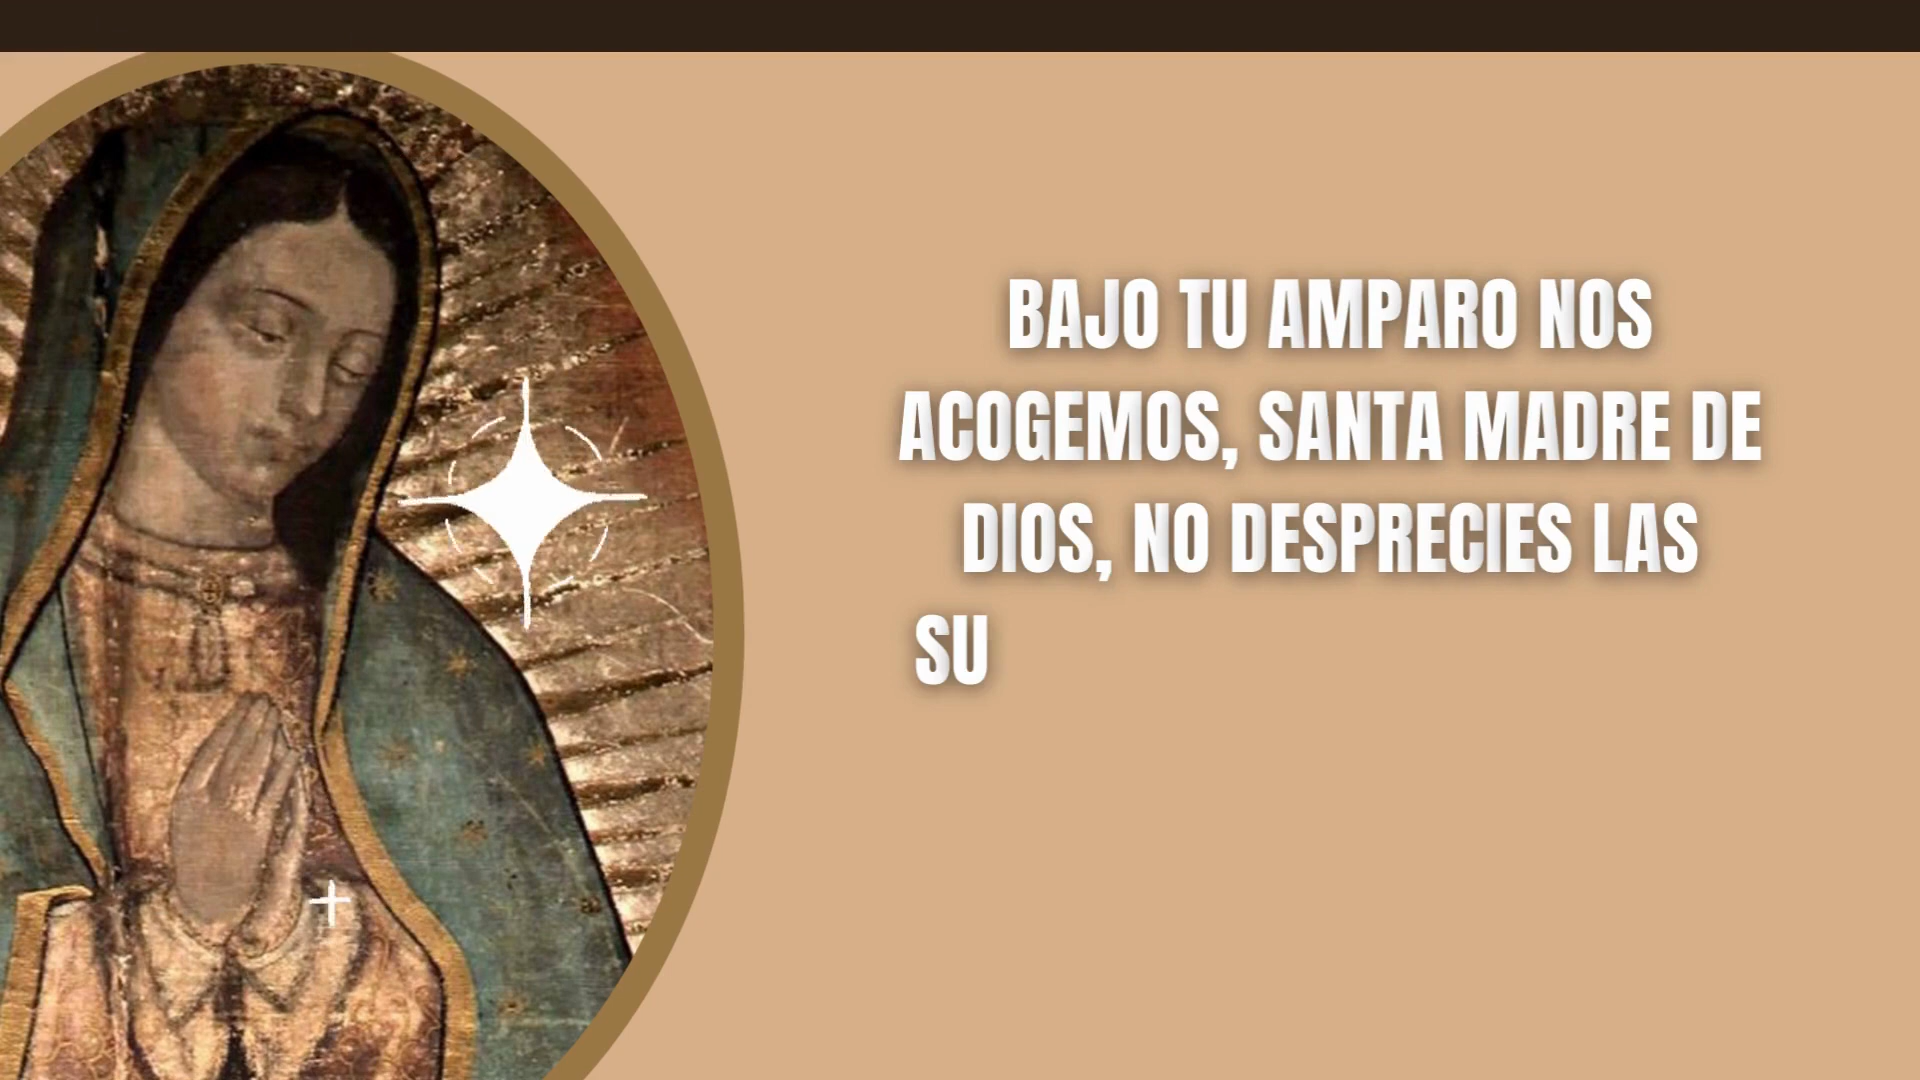 BAJO TU AMPARO NOS
ACOGEMOS, SANTA MADRE DE
DIOS, NO DESPRECIES LAS
SU